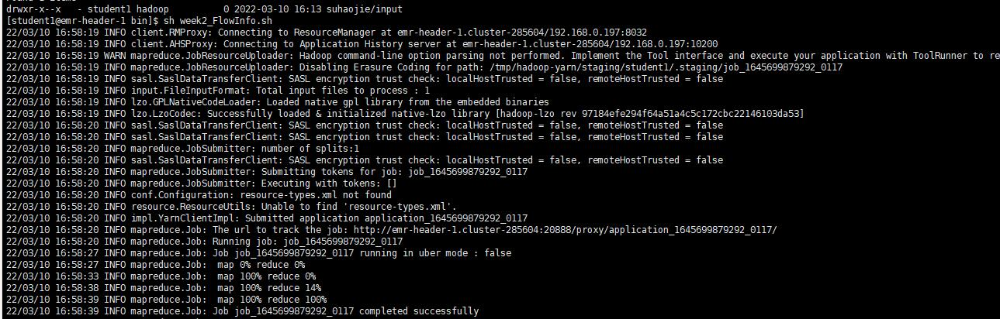 drwxr-x--x - student1 hadoop 0 2022-03-10 16:13 suhaojie/input
[student1@emr-header-1 bin]$ sh week2_FlowInfo.sh
22/03/10 16:58:19 INFO client.RMProxy: Connecting to ResourceManager at emr-header-1.cluster-285604/192.168.0.197:8032
22/03/10 16:58:19 INFO client.AHSProxy: Connecting to Application History server at emr-header-1.cluster-285604/192.168.0.197:10200
22/03/10 16:58:19 WARN mapreduce.JobResourceUploader: Hadoop command-line option parsing not performed. Implement the Tool interface and execute your application with ToolRunner to re
22/03/10 16:58:19 INFO mapreduce.JobResourceUploader: Disabling Erasure Coding for path: /tmp/hadoop-yarn/staging/student1/.staging/job_1645699879292_0117
22/03/10 16:58:19 INFO sasl.SaslDataTransferClient: SASL encryption trust check: localHostTrusted = false, remoteHostTrusted = false
22/03/10 16:58:19 INFO input.FileInputFormat: Total input files to process : 1
22/03/10 16:58:19 INFO lzo.GPLNativeCodeLoader: Loaded native gpl library from the embedded binaries
22/03/10 16:58:19 INFO lzo.LzoCodec: Successfully loaded & initialized native-lzo library [hadoop-lzo rev 97184efe294f64a51a4c5c172cbc22146103da53]
22/03/10 16:58:20 INFO sasl.SaslDataTransferClient: SASL encryption trust check: localHostTrusted = false, remoteHostTrusted = false
22/03/10 16:58:20 INFO sasl.SaslDataTransferClient: SASL encryption trust check: localHostTrusted = false, remoteHostTrusted = false
22/03/10 16:58:20 INFO mapreduce.JobSubmitter: number of splits:1
22/03/10 16:58:20 INFO sasl.SaslDataTransferClient: SASL encryption trust check: localHostTrusted = false, remoteHostTrusted = false
22/03/10 16:58:20 INFO mapreduce.JobSubmitter: Submitting tokens for job: job_1645699879292_0117
22/03/10 16:58:20 INFO mapreduce.JobSubmitter: Executing with tokens: []
22/03/10 16:58:20 INFO conf.Configuration: resource-types.xml not found
22/03/10 16:58:20 INFO resource.ResourceUtils: Unable to find 'resource-types.xml'.
22/03/10 16:58:20 INFO impl.YarnClientImpl: Submitted application application_1645699879292_0117
22/03/10 16:58:20 INFO mapreduce.Job: The url to track the job: http://emr-header-1.cluster-285604:20888/proxy/application_1645699879292_0117/
22/03/10 16:58:20 INFO mapreduce.Job: Running job: job_1645699879292_0117
22/03/10 16:58:27 INFO mapreduce.Job: Job job_1645699879292_0117 running in uber mode : false
22/03/10 16:58:27 INFO mapreduce.Job: map 0% reduce 0%
22/03/10 16:58:33 INFO mapreduce.Job: map 100% reduce 0%
22/03/10 16:58:38 INFO mapreduce.Job: map 100% reduce 14%
22/03/10 16:58:39 INFO mapreduce.Job: map 100% reduce 100%
22/03/10 16:58:39 INFO mapreduce.Job: Job job_1645699879292_0117 completed successfully